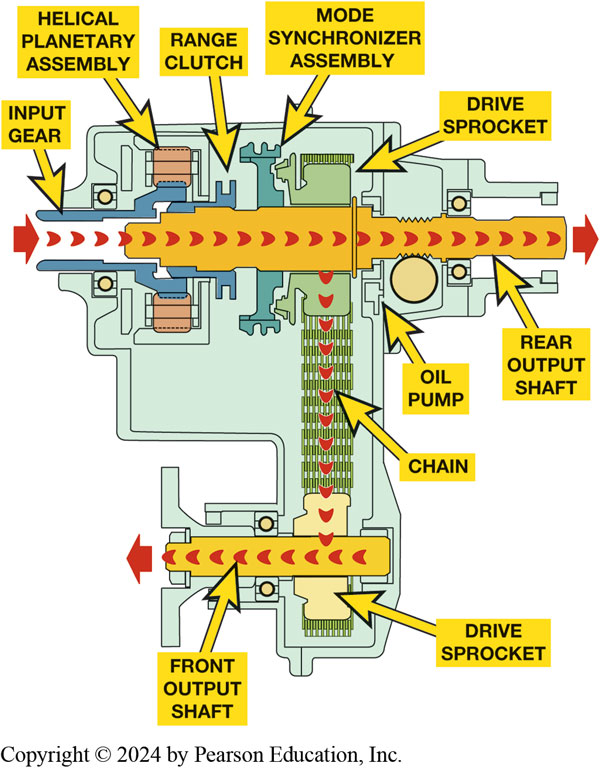 HELICAL
PLANETARY
ASSEMBLY
RANGE
CLUTCH
MODE
SYNCHRONIZER
ASSEMBLY
DRIVE
SPROCKET
INPUT
GEAR
REAR
OUTPUT
SHAFT
OIL
PUMP
CHAIN
DRIVE
SPROCKET
FRONT
OUTPUT
SHAFT
Copyright © 2024 by Pearson Education, Inc.